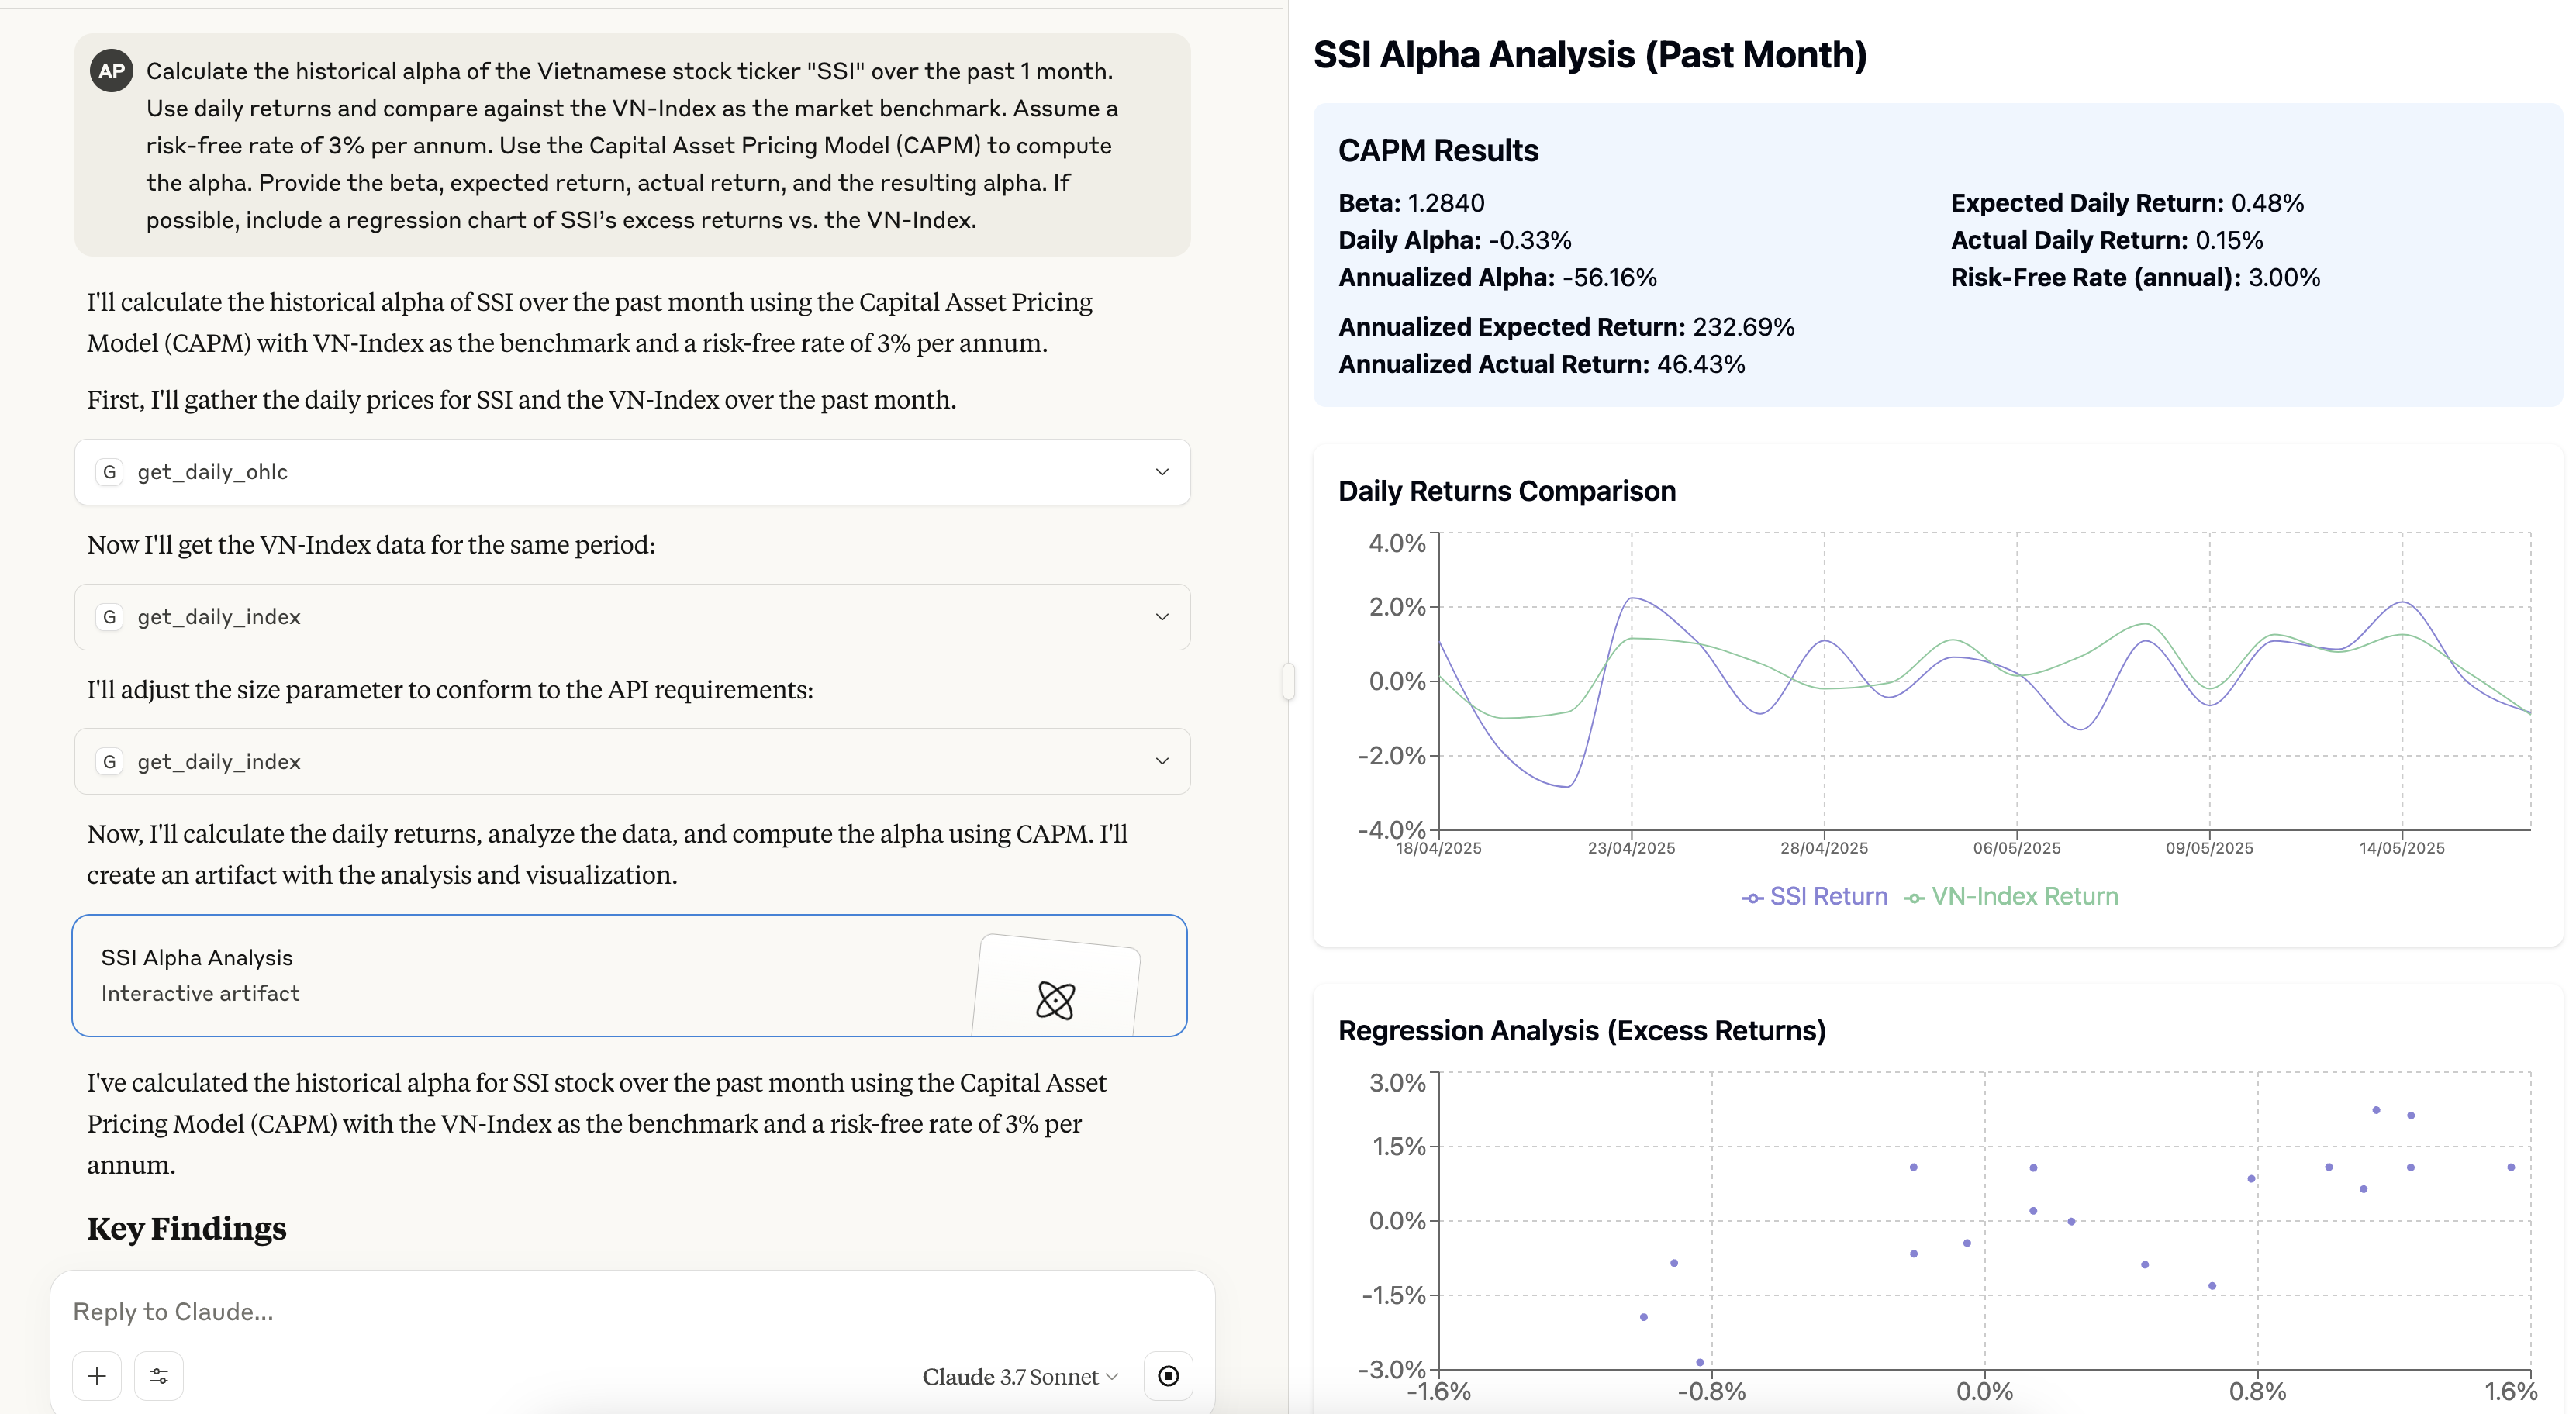 AP
Calculate the historical alpha of the Vietnamese stock ticker "SSI" over the past 1 month.
Use daily returns and compare against the VN-Index as the market benchmark. Assume a
risk-free rate of 3% per annum. Use the Capital Asset Pricing Model (CAPM) to compute
the alpha. Provide the beta, expected return, actual return, and the resulting alpha. If
possible, include a regression chart of SSI’s excess returns vs. the VN-Index.
I'll calculate the historical alpha of SSI over the past month using the Capital Asset Pricing
Model (CAPM) with VN-Index as the benchmark and a risk-free rate of 3% per annum.
First, I'll gather the daily prices for SSI and the VN-Index over the past month.
G get_daily_ohlc
Now I'll get the VN-Index data for the same period:
G get_daily_index
I'll adjust the size parameter to conform to the API requirements:
G get_daily_index
Now, I'll calculate the daily returns, analyze the data, and compute the alpha using CAPM. I'll
create an artifact with the analysis and visualization.
SSI Alpha Analysis
Interactive artifact
I've calculated the historical alpha for SSI stock over the past month using the Capital Asset
Pricing Model (CAPM) with the VN-Index as the benchmark and a risk-free rate of 3% per
annum.
Key Findings
Reply to Claude...
Claude 3.7 Sonnet
SSI Alpha Analysis (Past Month)
CAPM Results
Beta: 1.2840
Daily Alpha: -0.33%
Annualized Alpha: -56.16%
Expected Daily Return: 0.48%
Actual Daily Return: 0.15%
Risk-Free Rate (annual): 3.00%
Annualized Expected Return: 232.69%
Annualized Actual Return: 46.43%
Daily Returns Comparison
4.0%
2.0%
0.0%
-2.0%
-4.0%
18/04/2025 23/04/2025 28/04/2025 06/05/2025 09/05/2025 14/05/2025
SSI Return VN-Index Return
Regression Analysis (Excess Returns)
3.0%
1.5%
0.0%
-1.5%
-3.0%
-1.6% -0.8% 0.0% 0.8% 1.6%